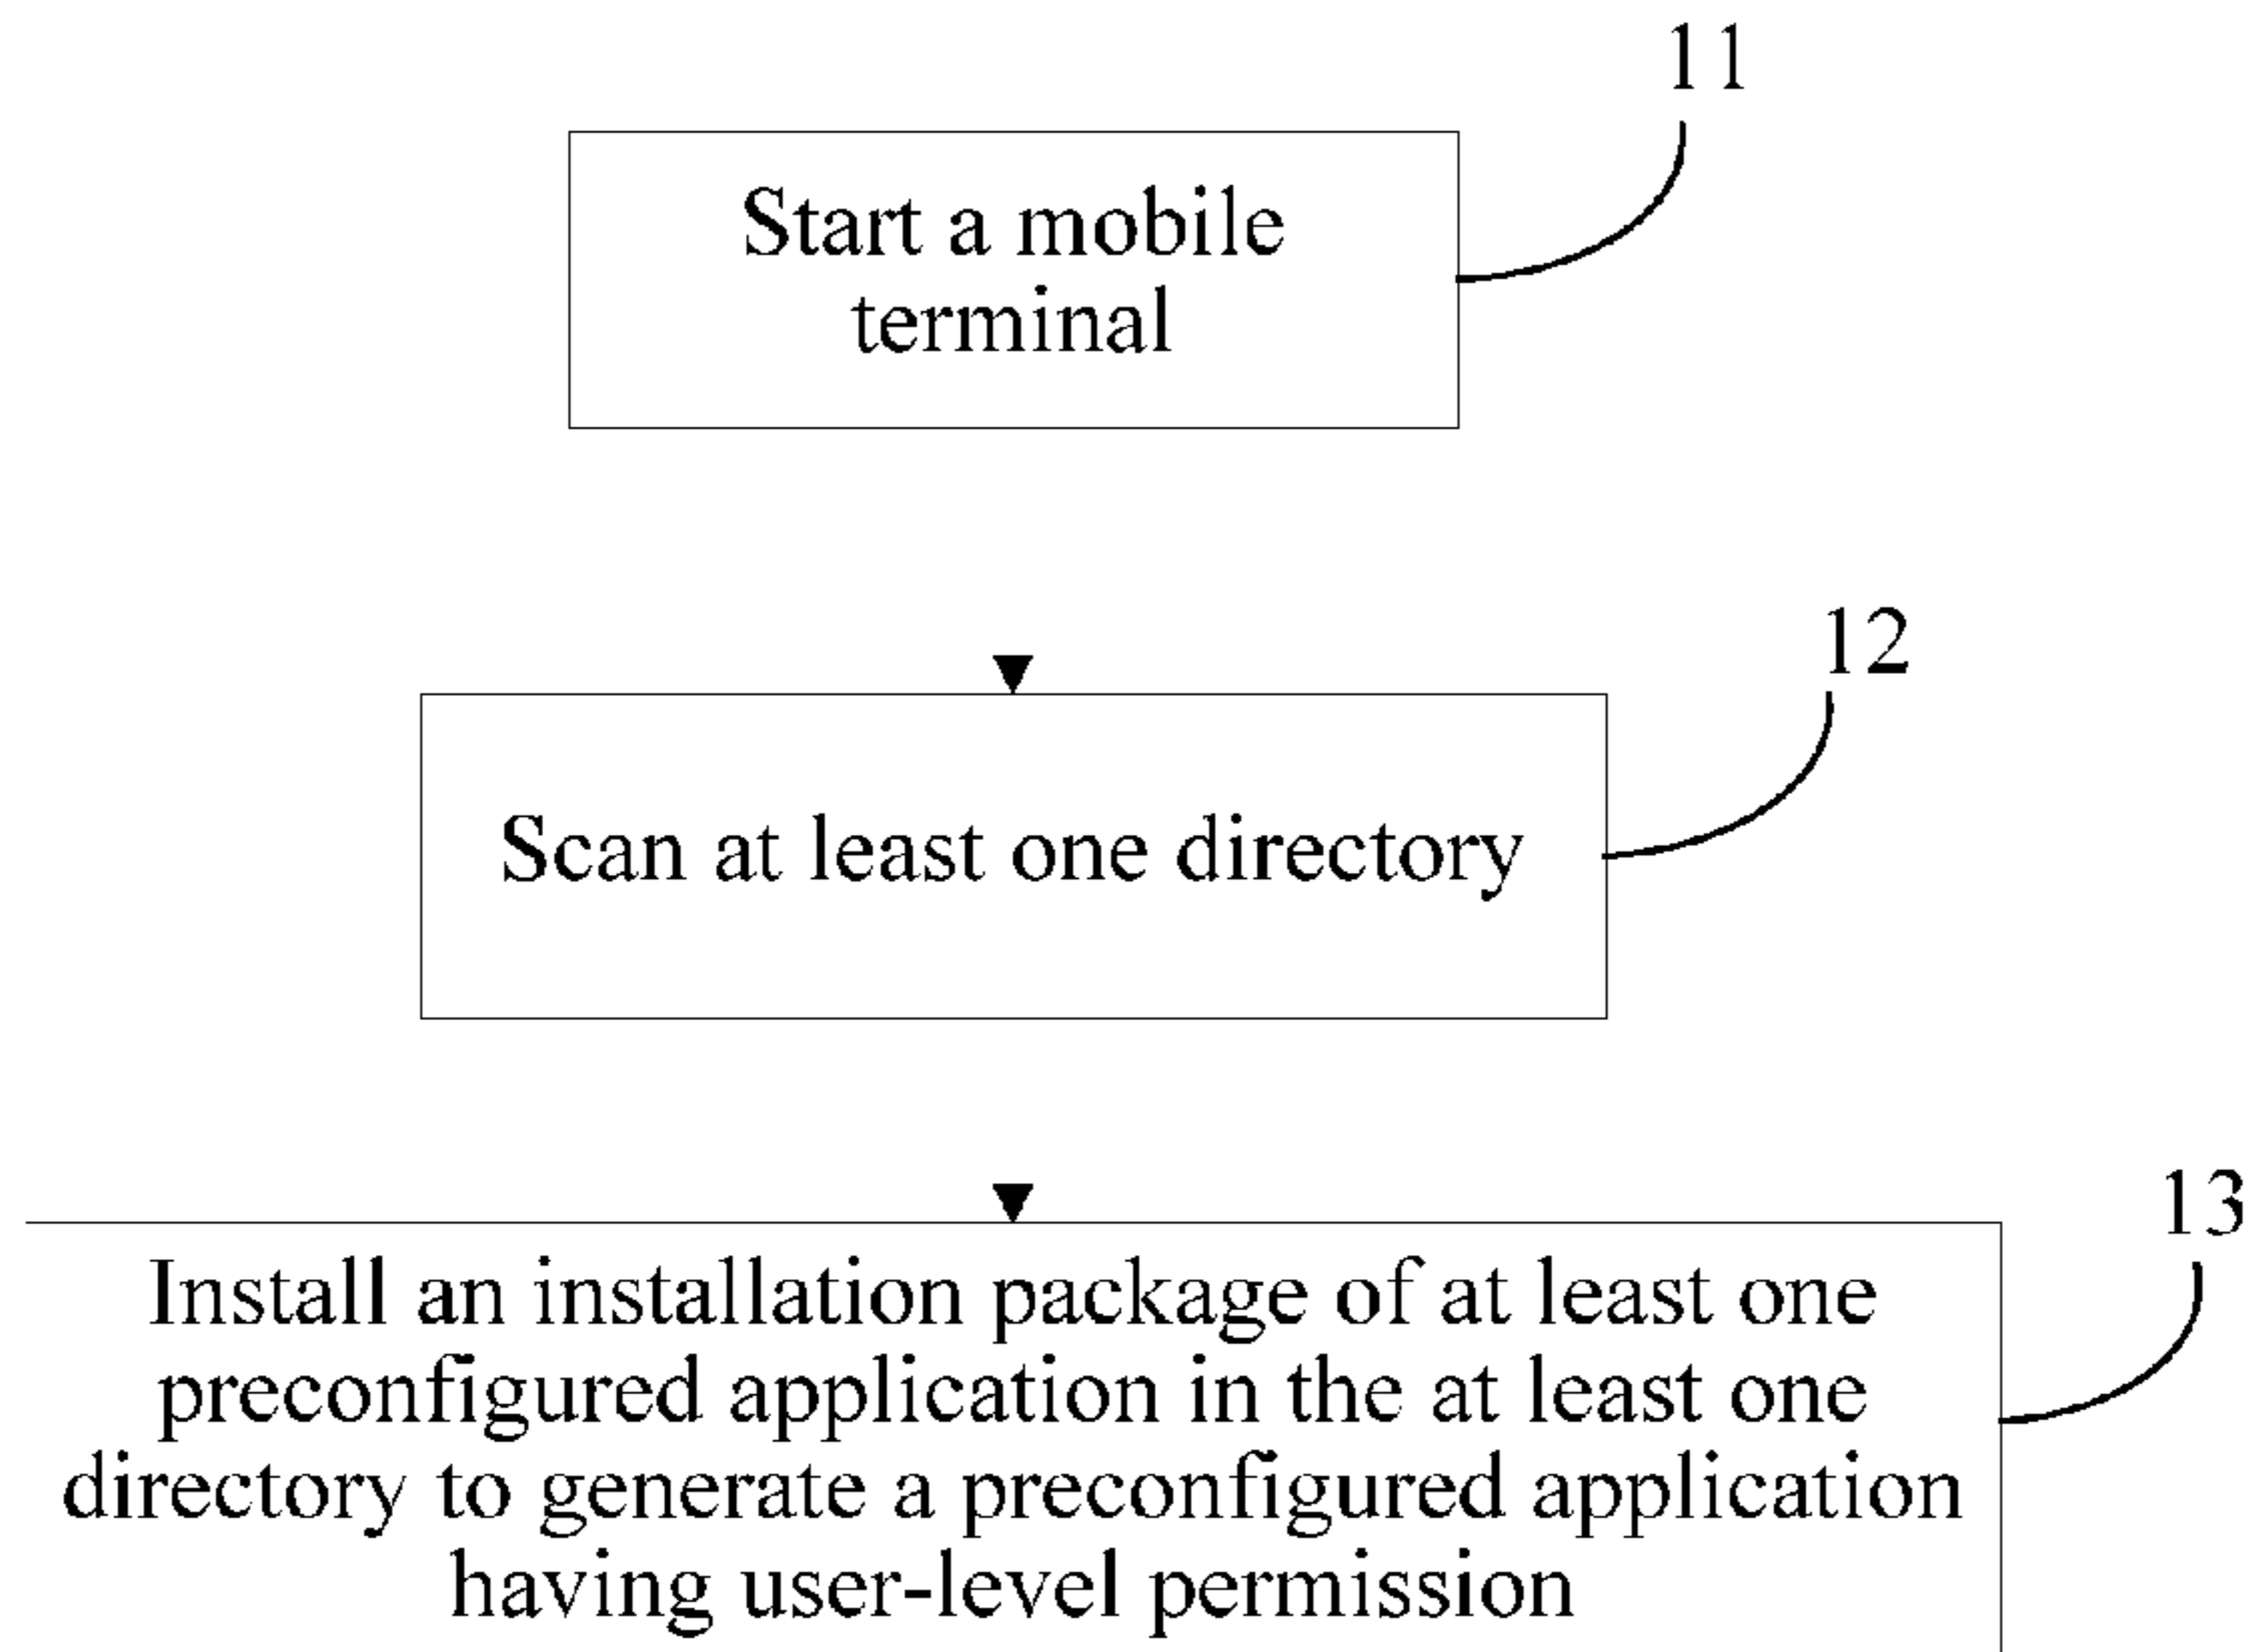 11
Start a mobile
terminal
12
Scan at least one directory
13
Install an installation package of at least one
preconfigured application in the at least one
directory to generate a preconfigured application
having user-level permission